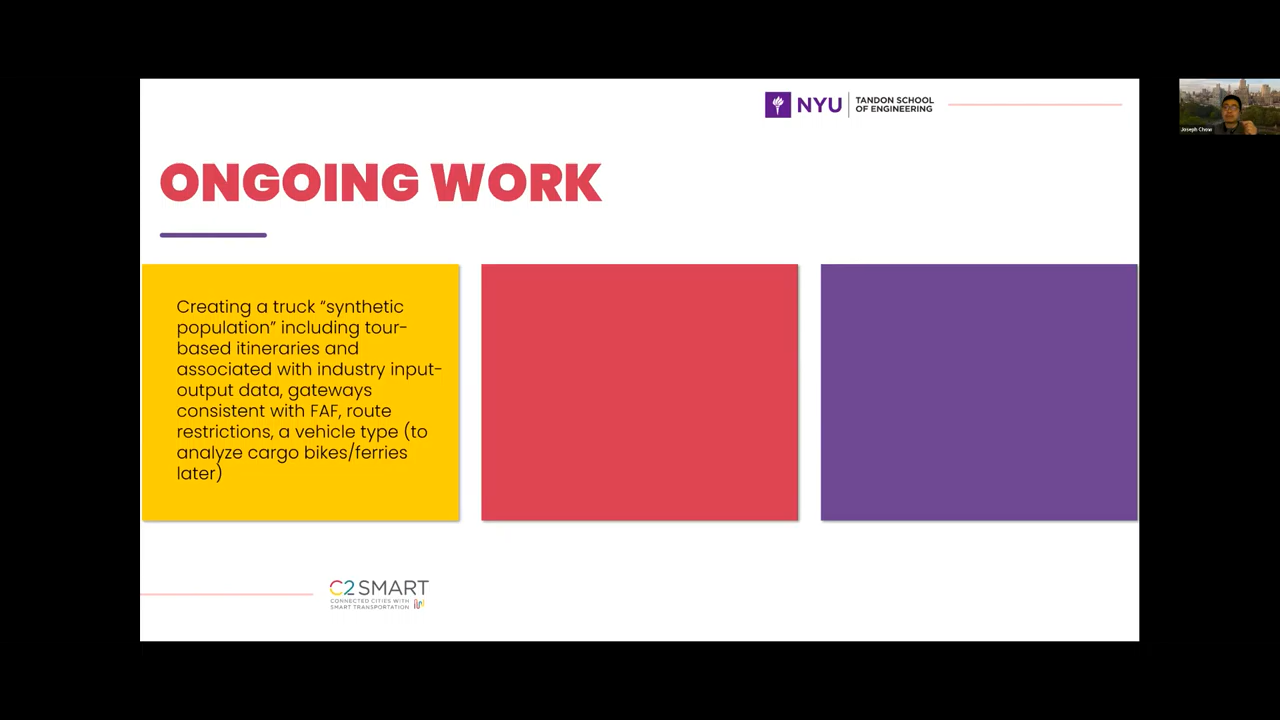 NYU
TANDON SCHOOL
OF ENGINEERING
Joseph Chow
ONGOING WORK
Creating a truck “synthetic
population” including tour-
based itineraries and
associated with industry input-
output data, gateways
consistent with FAF, route
restrictions, a vehicle type (to
analyze cargo bikes/ferries
later)
C2SMART
CONNECTED CITIES WITH
SMART TRANSPORTATION